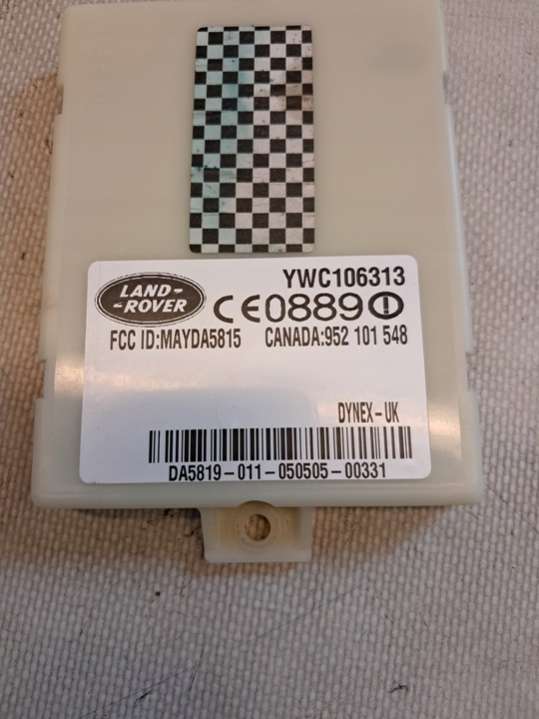 YWC106313
LAND-
-ROVER
CE0889
FCC ID:MAYDA5815 CANADA:952 101 548
DYNEX-UK
DA5819-011-050505-00331